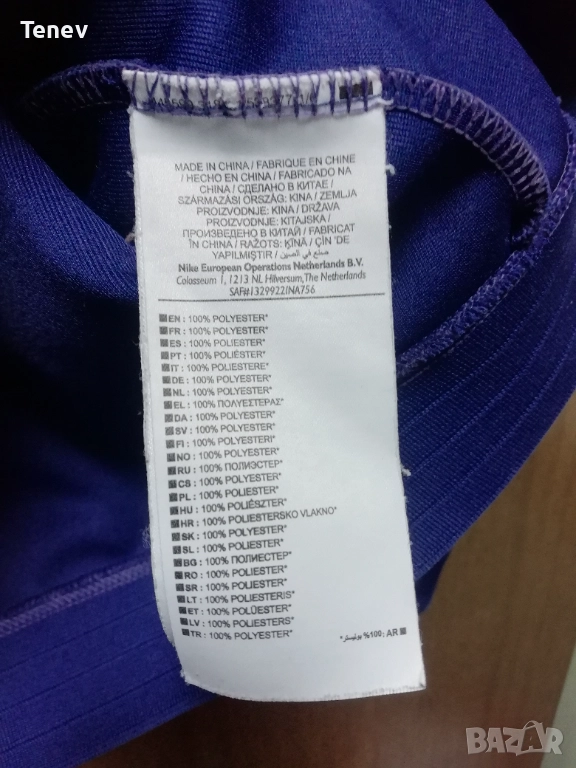 Tenev
MADE IN CHINA / FABRIQUE EN CHINE
/ HECHO EN CHINA / FABRICADO NA
CHINA / СДЕЛАНО В КИТАЕ /
SZÁRMAZÁSI ORSZÁG: KÍNA / ZEMLJA
PROIZVODNJE: KINA / DRŽAVA
PROIZVODNJE: KITAJSKA /
ПРОИЗВЕДЕНО В КИТАЙ / FABRICAT
ÎN CHINA / RAŽOTS: ĶĪNĀ / ÇİN 'DE
YAPILMIŞTIR / صنع في الصين
Nike European Operations Netherlands B.V.
Colosseum 1, 1213 NL Hilversum, The Netherlands
SAF#1329922/NA756
EN : 100% POLYESTER*
FR : 100% POLYESTER*
ES : 100% POLIÉSTER*
PT : 100% POLIÉSTER*
IT : 100% POLIESTERE*
DE : 100% POLYESTER*
NL : 100% POLYESTER*
EL : 100% ΠΟΛΥΕΣΤΕΡΑΣ*
DA : 100% POLYESTER*
SV : 100% POLYESTER*
FI : 100% POLYESTERI*
NO : 100% POLYESTER*
RU : 100% ПОЛИЭСТЕР*
CS : 100% POLYESTER*
PL : 100% POLIESTER*
HU : 100% POLIÉSZTER*
HR : 100% POLIESTERSKO VLAKNO*
SK : 100% POLYESTER*
SL : 100% POLIESTER*
BG : 100% ПОЛИЕСТЕР*
RO : 100% POLIESTER*
SR : 100% POLIESTER*
LT : 100% POLIESTERIS*
ET : 100% POLÜESTER*
LV : 100% POLIESTERS*
TR : 100% POLYESTER*
AR : 100% بوليستر*
BAZAR